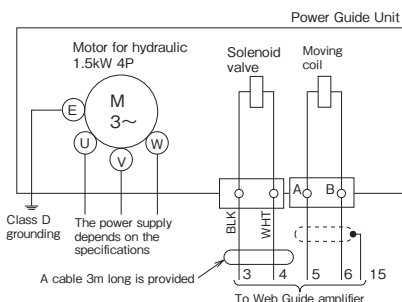 Power Guide Unit
Motor for hydraulic
1.5kW 4P
Solenoid
valve
Moving
coil
E
M
3～
U
V
W
A
B
BLK
WHT
Class D
grounding
The power supply
depends on the
specifications
A cable 3m long is provided
3 4 5 6 15
To Web Guide amplifier